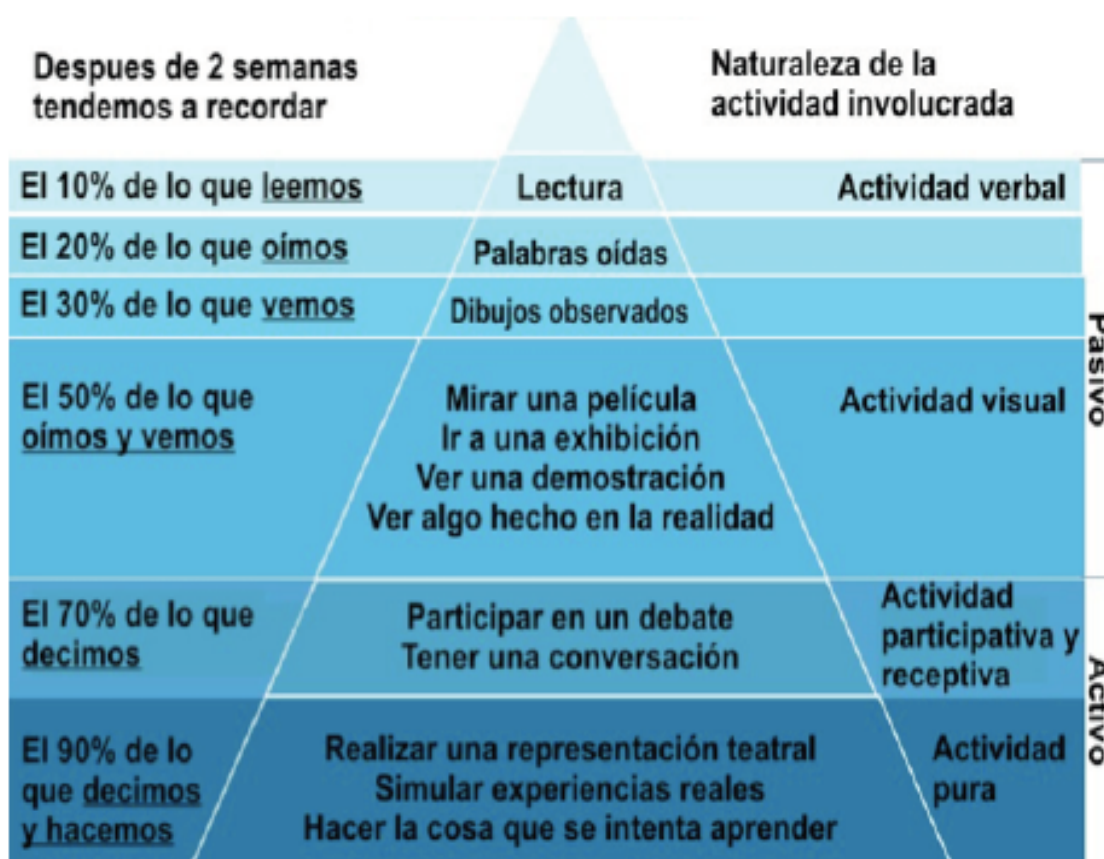 Despues de 2 semanas
tendemos a recordar
Naturaleza de la
actividad involucrada
El 10% de lo que leemos
Lectura
Actividad verbal
El 20% de lo que oímos
Palabras oídas
El 30% de lo que vemos
Dibujos observados
El 50% de lo que
oímos y vemos
Mirar una película
Ir a una exhibición
Ver una demostración
Ver algo hecho en la realidad
Actividad visual
Pasivo
El 70% de lo que
decimos
Participar en un debate
Tener una conversación
Actividad
participativa y
receptiva
El 90% de lo
que decimos
y hacemos
Realizar una representación teatral
Simular experiencias reales
Hacer la cosa que se intenta aprender
Actividad
pura
Activo